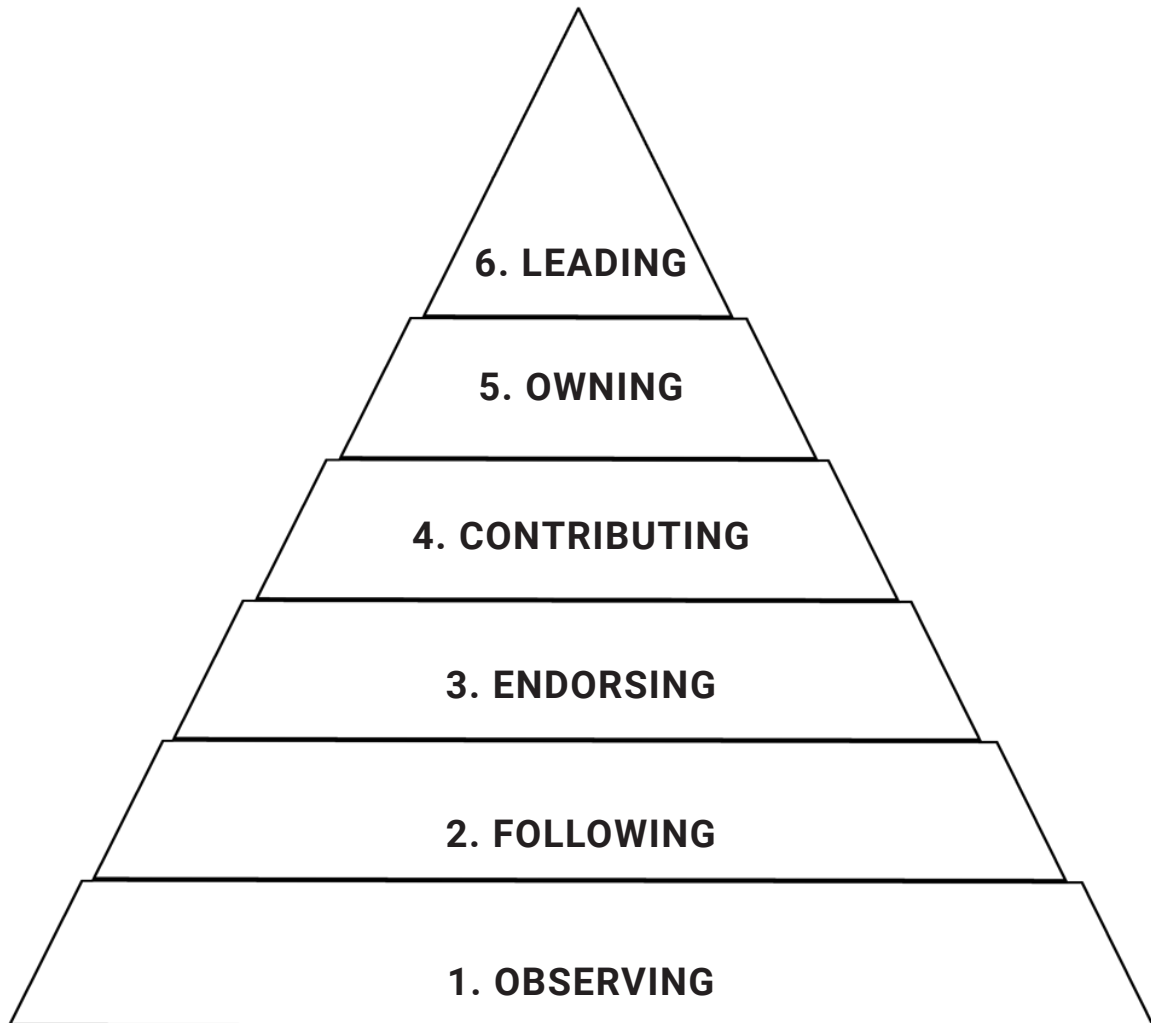 6. LEADING
5. OWNING
4. CONTRIBUTING
3. ENDORSING
2. FOLLOWING
1. OBSERVING